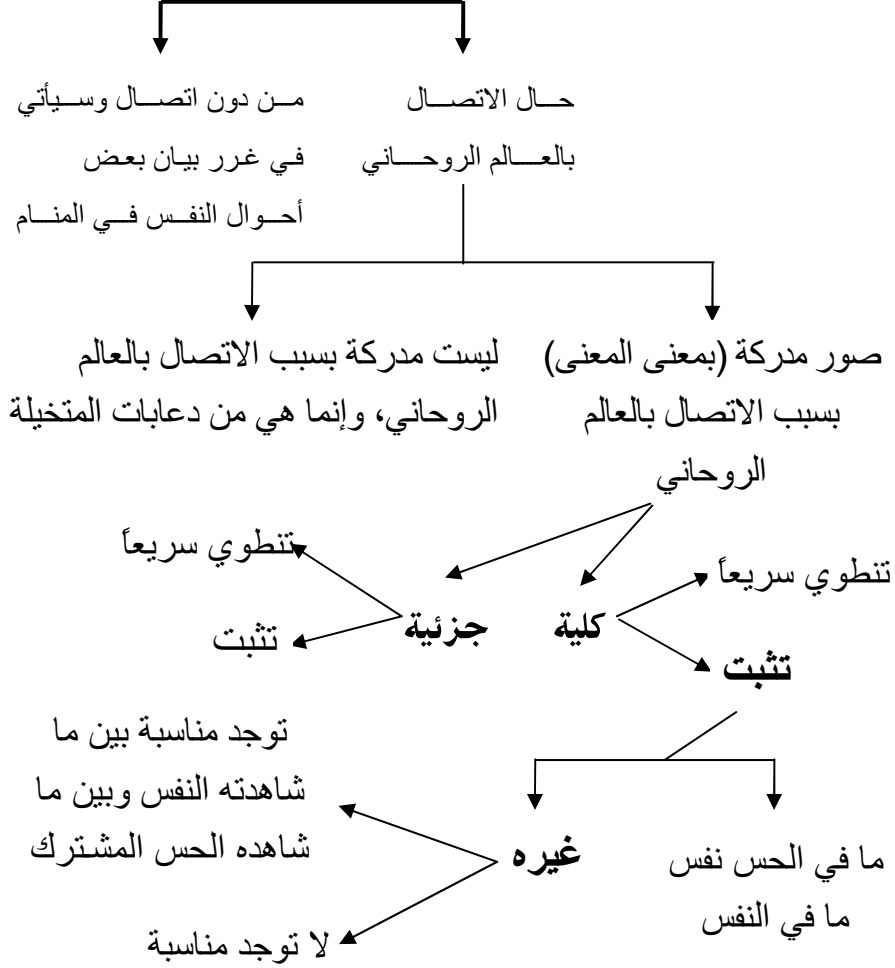 حال الاتصال
بالعالم الروحاني
من دون اتصال وسيأتي
في غرر بيان بعض
أحوال النفس في المنام
صور مدركة (بمعنى المعنى)
بسبب الاتصال بالعالم
الروحاني
ليست مدركة بسبب الاتصال بالعالم
الروحاني، وإنما هي من دعابات المتخيلة
كلية
جزئية
تنطوي سريعاً
تثبت
تنطوي سريعاً
تثبت
ما في الحس نفس
ما في النفس
غيره
توجد مناسبة بين ما
شاهدته النفس وبين ما
شاهده الحس المشترك
لا توجد مناسبة